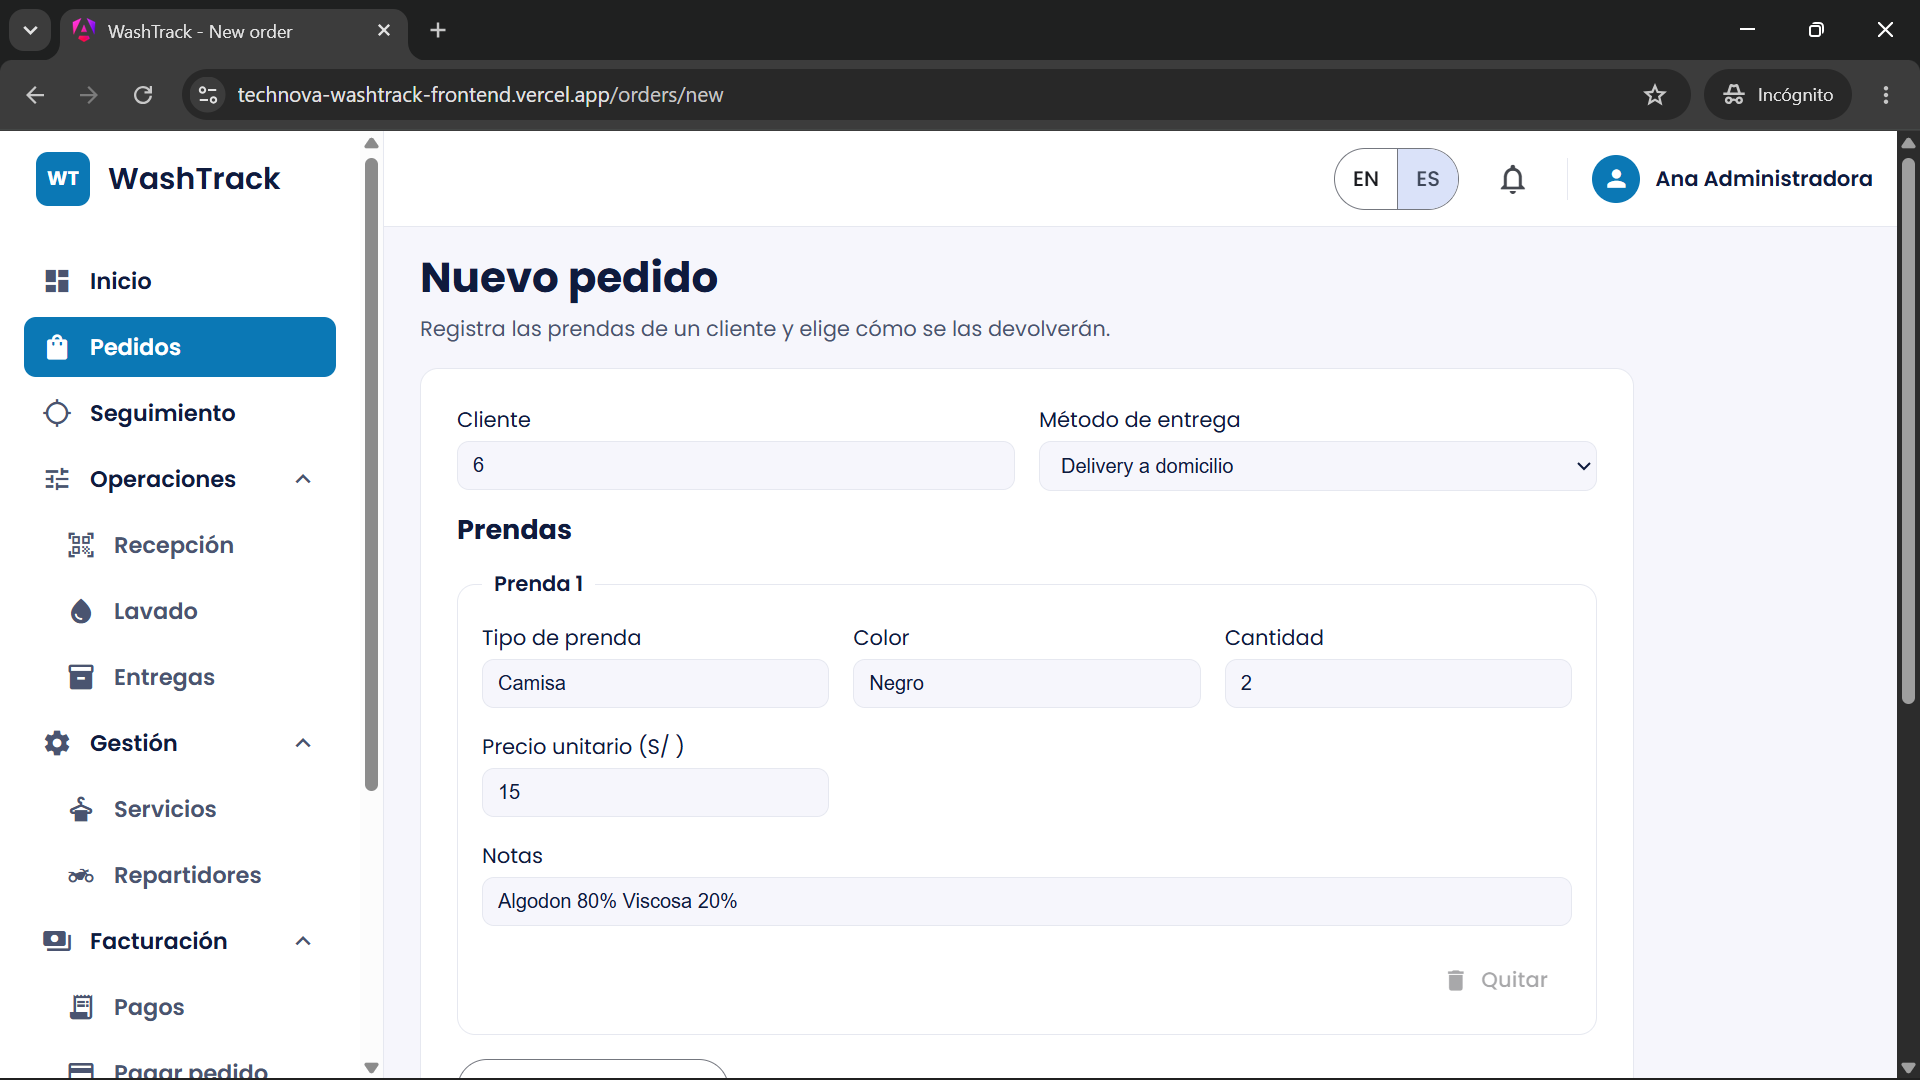 WashTrack - New order
technova-washtrack-frontend.vercel.app/orders/new
Incógnito
WT WashTrack
EN ES
Ana Administradora
Inicio
Pedidos
Seguimiento
Operaciones
Recepción
Lavado
Entregas
Gestión
Servicios
Repartidores
Facturación
Pagos
Pagar pedido
Nuevo pedido
Registra las prendas de un cliente y elige cómo se las devolverán.
Cliente
6
Método de entrega
Delivery a domicilio
Prendas
Prenda 1
Tipo de prenda
Camisa
Color
Negro
Cantidad
2
Precio unitario (S/ )
15
Notas
Algodon 80% Viscosa 20%
Quitar